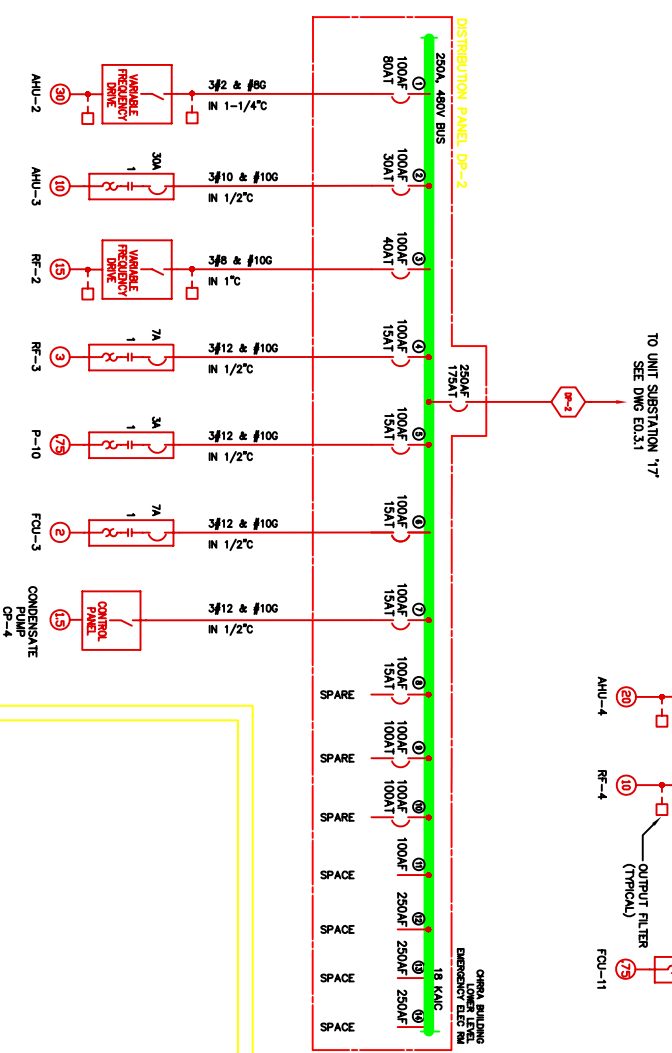 TO UNIT SUBSTATION '17'
SEE DWG E0.3.1
DP-2
DISTRIBUTION PANEL DP-2
250A, 480V BUS
250AF
175AT
18 KAIC
CHRRA BUILDING
LOWER LEVEL
EMERGENCY ELEC RM
1
100AF
80AT
3#2 & #8G
IN 1-1/4"C
VARIABLE
FREQUENCY
DRIVE
30
AHU-2
2
100AF
30AT
3#10 & #10G
IN 1/2"C
30A
1
10
AHU-3
3
100AF
40AT
3#8 & #10G
IN 1"C
VARIABLE
FREQUENCY
DRIVE
15
RF-2
4
100AF
15AT
3#12 & #10G
IN 1/2"C
7A
1
3
RF-3
5
100AF
15AT
3#12 & #10G
IN 1/2"C
3A
1
.75
P-10
6
100AF
15AT
3#12 & #10G
IN 1/2"C
7A
1
2
FCU-3
7
100AF
15AT
3#12 & #10G
IN 1/2"C
CONTROL
PANEL
1.5
CONDENSATE
PUMP
CP-4
8
100AF
15AT
SPARE
9
100AF
100AT
SPARE
10
100AF
100AT
SPARE
11
100AF
SPACE
12
250AF
SPACE
13
250AF
SPACE
14
250AF
SPACE
20
AHU-4
10
RF-4
OUTPUT FILTER
(TYPICAL)
.75
FCU-11